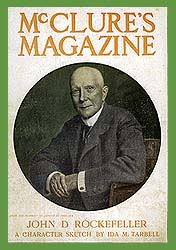 McCLURE'S
MAGAZINE
JOHN D ROCKEFELLER
A CHARACTER SKETCH BY IDA M. TARBELL